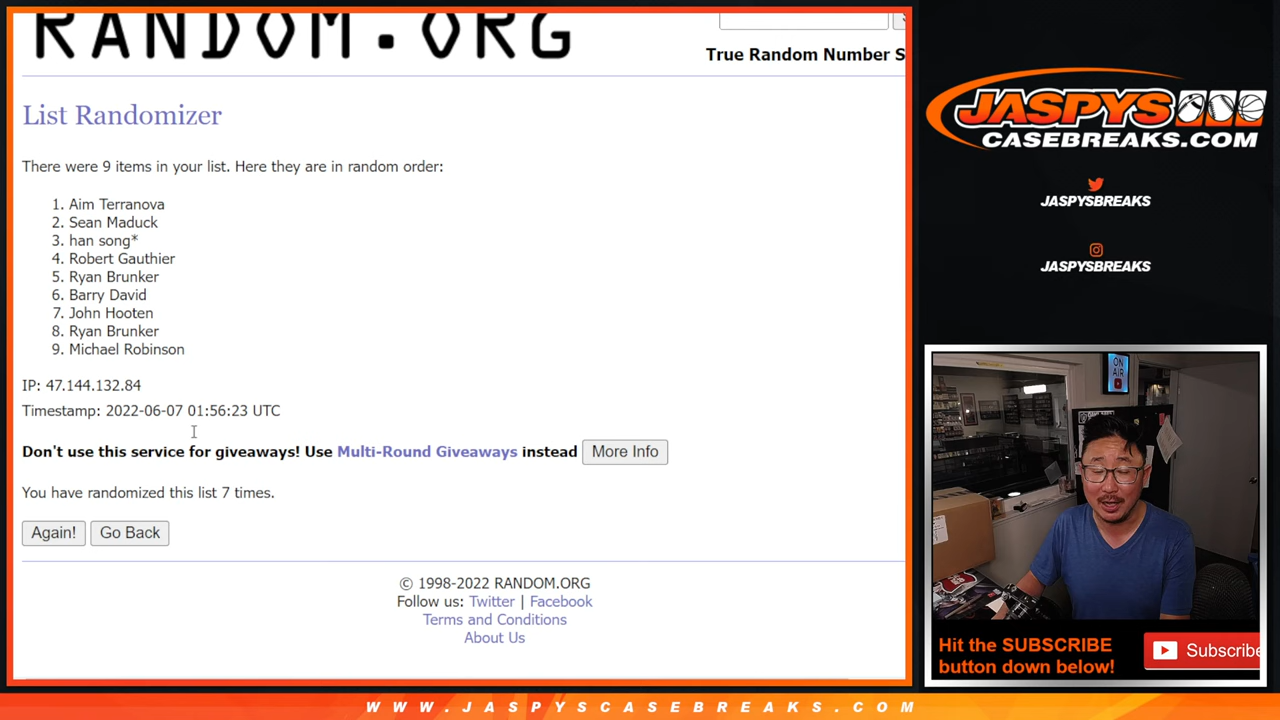 RANDOM.ORG
True Random Number S
List Randomizer
There were 9 items in your list. Here they are in random order:
1. Aim Terranova
2. Sean Maduck
3. han song*
4. Robert Gauthier
5. Ryan Brunker
6. Barry David
7. John Hooten
8. Ryan Brunker
9. Michael Robinson
IP: 47.144.132.84
Timestamp: 2022-06-07 01:56:23 UTC
Don't use this service for giveaways! Use Multi-Round Giveaways instead More Info
You have randomized this list 7 times.
Again! Go Back
© 1998-2022 RANDOM.ORG
Follow us: Twitter | Facebook
Terms and Conditions
About Us
JASPYS
CASEBREAKS.COM
JASPYSBREAKS
JASPYSBREAKS
ON
AIR
Hit the SUBSCRIBE
button down below!
Subscribe
WWW.JASPYSCASEBREAKS.COM